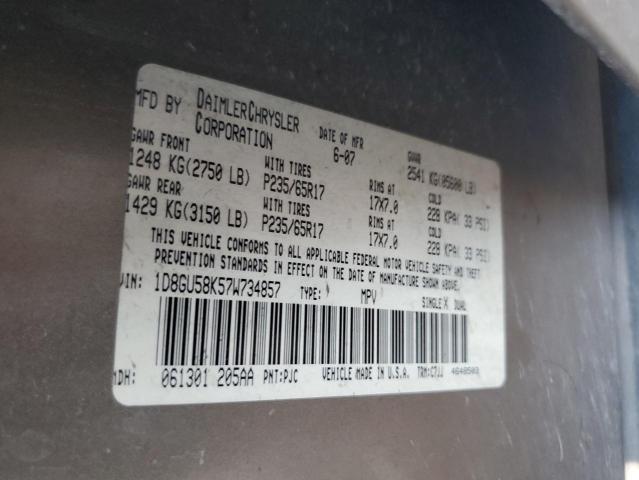 MFD BY DAIMLERCHRYSLER CORPORATION
DATE OF MFR 6-07
GVWR 2541 KG(05600 LB)
GAWR FRONT 1248 KG(2750 LB)
WITH TIRES P235/65R17
RIMS AT 17X7.0
COLD 228 KPA( 33 PSI)
GAWR REAR 1429 KG(3150 LB)
WITH TIRES P235/65R17
RIMS AT 17X7.0
COLD 228 KPA( 33 PSI)
THIS VEHICLE CONFORMS TO ALL APPLICABLE FEDERAL MOTOR VEHICLE SAFETY AND THEFT
PREVENTION STANDARDS IN EFFECT ON THE DATE OF MANUFACTURE SHOWN ABOVE.
VIN: 1D8GU58K57W734857 TYPE: MPV SINGLE X DUAL
MDH: 061301 205AA PNT:PJC VEHICLE MADE IN U.S.A. TRM:C7JJ